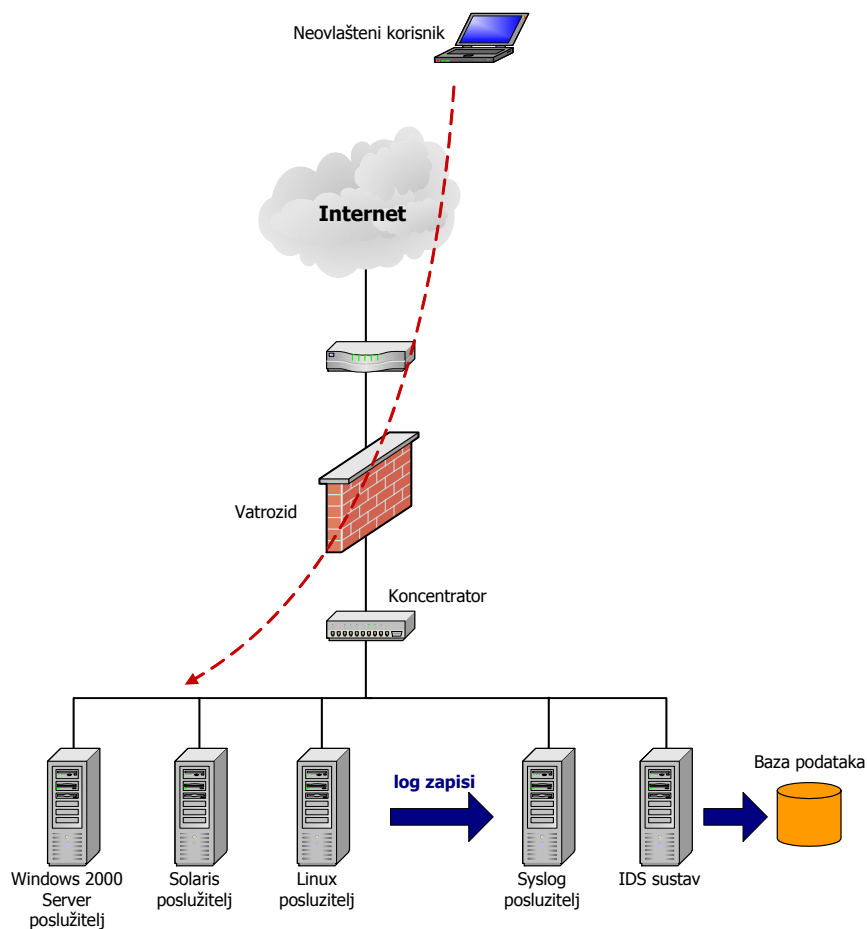 Neovlašteni korisnik
Internet
Vatrozid
Koncentrator
log zapisi
Baza podataka
Windows 2000
Server
poslužitelj
Solaris
poslužitelj
Linux
posluzitelj
Syslog
posluzitelj
IDS sustav